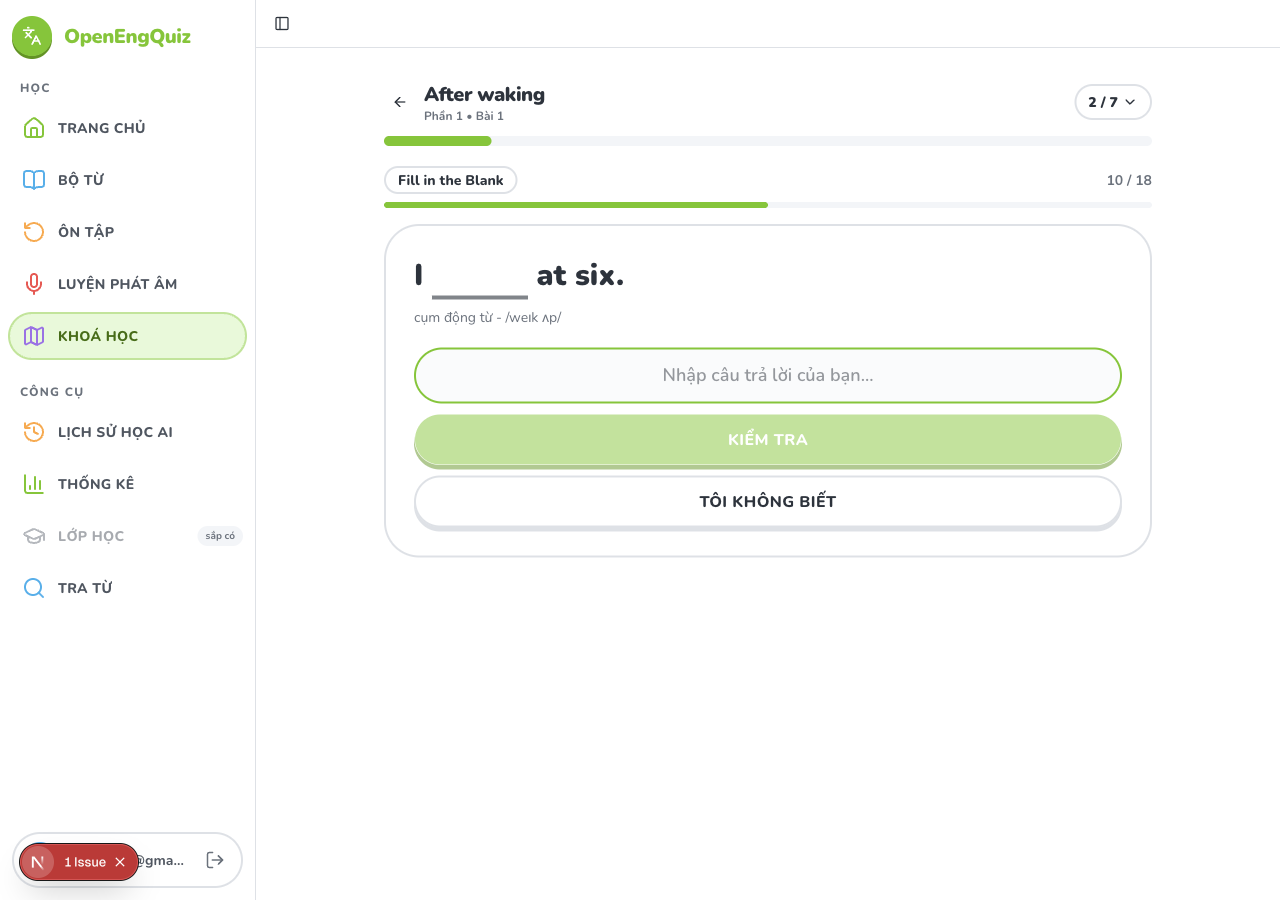 OpenEngQuiz
HỌC
TRANG CHỦ
BỘ TỪ
ÔN TẬP
LUYỆN PHÁT ÂM
KHOÁ HỌC
CÔNG CỤ
LỊCH SỬ HỌC AI
THỐNG KÊ
LỚP HỌC
sắp có
TRA TỪ
1 Issue
@gma...
After waking
Phần 1 • Bài 1
2 / 7
Fill in the Blank
10 / 18
I ______ at six.
cụm động từ - /weɪk ʌp/
Nhập câu trả lời của bạn...
KIỂM TRA
TÔI KHÔNG BIẾT